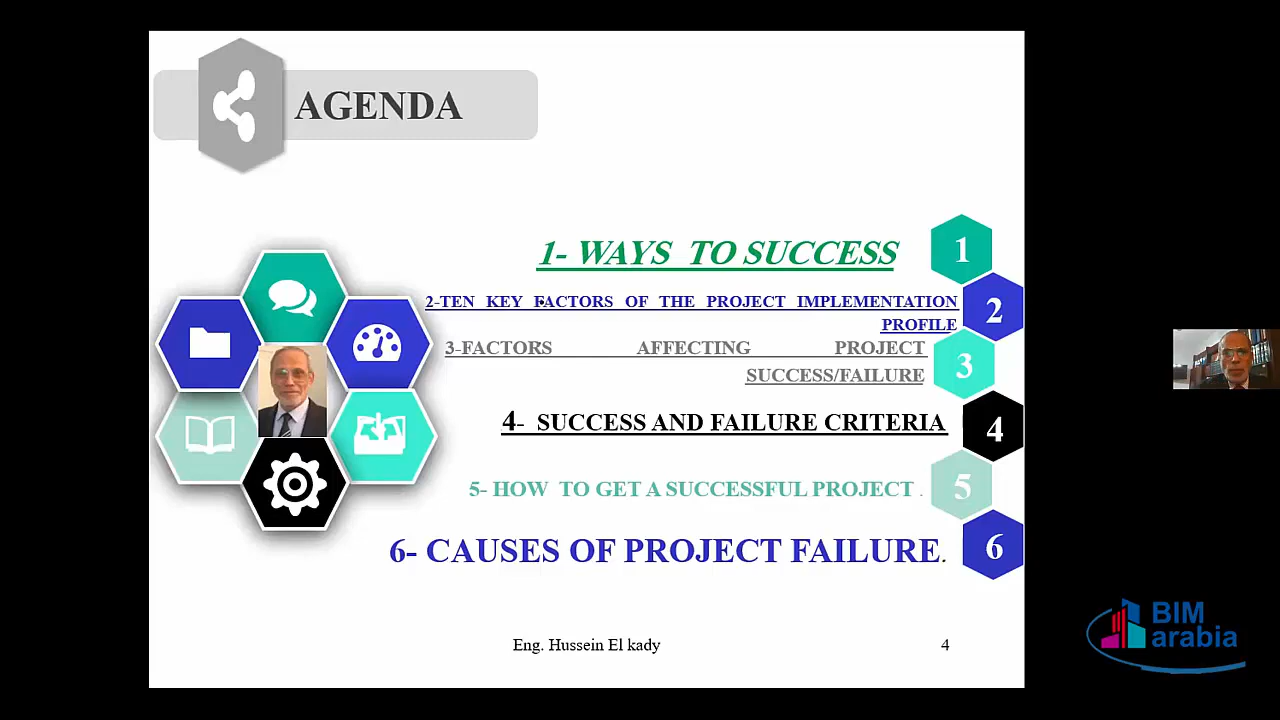 AGENDA
1- WAYS TO SUCCESS
1
2-TEN KEY FACTORS OF THE PROJECT IMPLEMENTATION
PROFILE
2
3-FACTORS AFFECTING PROJECT
SUCCESS/FAILURE
3
4- SUCCESS AND FAILURE CRITERIA
4
5- HOW TO GET A SUCCESSFUL PROJECT .
5
6- CAUSES OF PROJECT FAILURE.
6
Eng. Hussein El kady
4
BIM
arabia